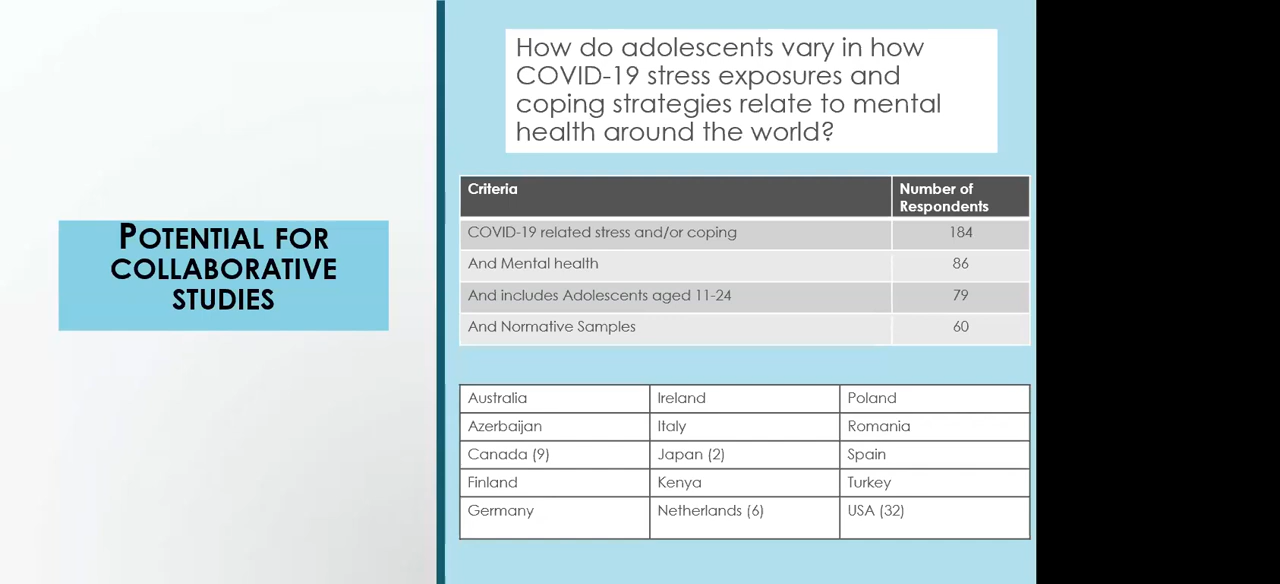 POTENTIAL FOR
COLLABORATIVE
STUDIES
How do adolescents vary in how
COVID-19 stress exposures and
coping strategies relate to mental
health around the world?
Criteria Number of
Respondents
COVID-19 related stress and/or coping 184
And Mental health 86
And includes Adolescents aged 11-24 79
And Normative Samples 60
Australia Ireland Poland
Azerbaijan Italy Romania
Canada (9) Japan (2) Spain
Finland Kenya Turkey
Germany Netherlands (6) USA (32)